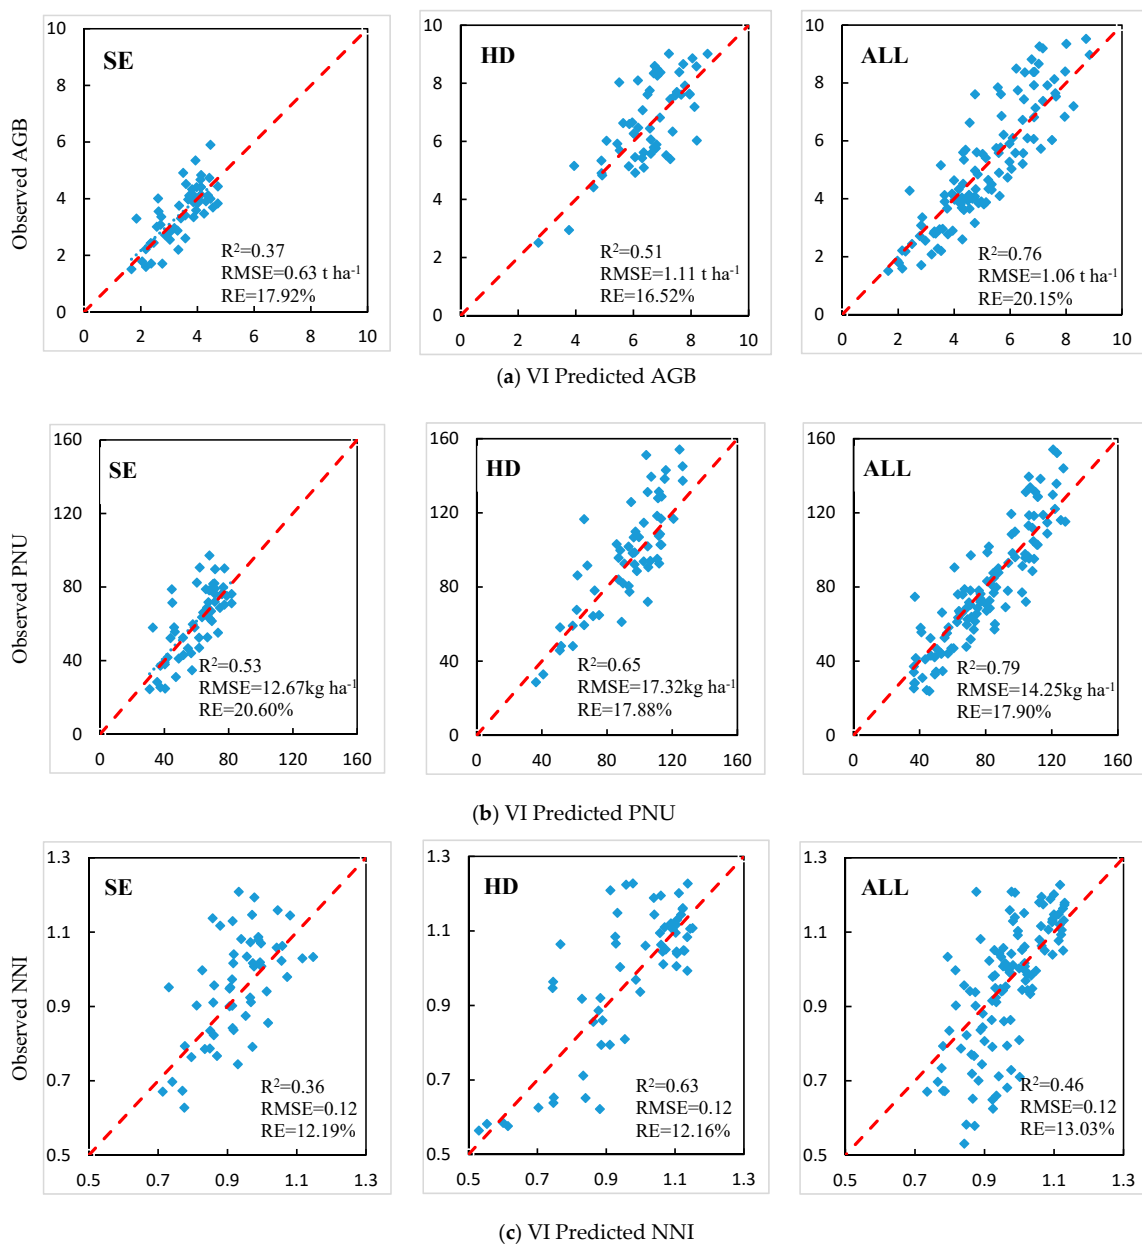 Observed AGB
10
8
6
4
2
0
SE
R²=0.37
RMSE=0.63 t ha⁻¹
RE=17.92%
0 2 4 6 8 10
10
8
6
4
2
0
HD
R²=0.51
RMSE=1.11 t ha⁻¹
RE=16.52%
0 2 4 6 8 10
10
8
6
4
2
0
ALL
R²=0.76
RMSE=1.06 t ha⁻¹
RE=20.15%
0 2 4 6 8 10
(a) VI Predicted AGB
Observed PNU
160
120
80
40
0
SE
R²=0.53
RMSE=12.67kg ha⁻¹
RE=20.60%
0 40 80 120 160
160
120
80
40
0
HD
R²=0.65
RMSE=17.32kg ha⁻¹
RE=17.88%
0 40 80 120 160
160
120
80
40
0
ALL
R²=0.79
RMSE=14.25kg ha⁻¹
RE=17.90%
0 40 80 120 160
(b) VI Predicted PNU
Observed NNI
1.3
1.1
0.9
0.7
0.5
SE
R²=0.36
RMSE=0.12
RE=12.19%
0.5 0.7 0.9 1.1 1.3
1.3
1.1
0.9
0.7
0.5
HD
R²=0.63
RMSE=0.12
RE=12.16%
0.5 0.7 0.9 1.1 1.3
1.3
1.1
0.9
0.7
0.5
ALL
R²=0.46
RMSE=0.12
RE=13.03%
0.5 0.7 0.9 1.1 1.3
(c) VI Predicted NNI